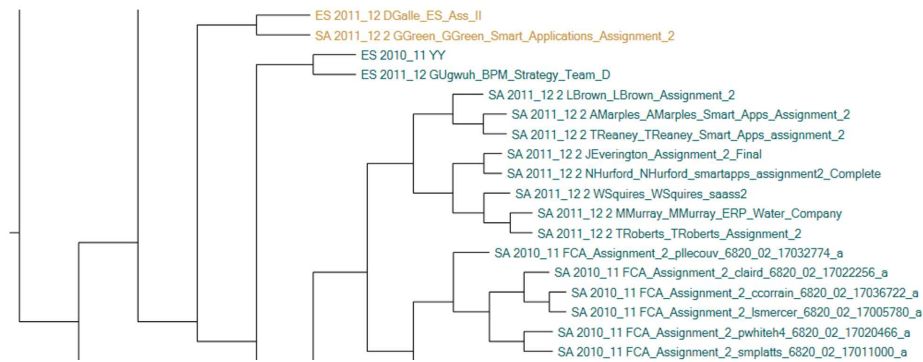 ES 2011_12 DGalle_ES_Ass_II
SA 2011_12 2 GGreen_GGreen_Smart_Applications_Assignment_2
ES 2010_11 YY
ES 2011_12 GUgwuh_BPM_Strategy_Team_D
SA 2011_12 2 LBrown_LBrown_Assignment_2
SA 2011_12 2 AMarples_AMarples_Smart_Apps_Assignment_2
SA 2011_12 2 TReaney_TReaney_Smart_Apps_assignment_2
SA 2011_12 2 JEverington_Assignment_2_Final
SA 2011_12 2 NHurford_NHurford_smartapps_assignment2_Complete
SA 2011_12 2 WSquires_WSquires_saass2
SA 2011_12 2 MMurray_MMurray_ERP_Water_Company
SA 2011_12 2 TRoberts_TRoberts_Assignment_2
SA 2010_11 FCA_Assignment_2_pllecouv_6820_02_17032774_a
SA 2010_11 FCA_Assignment_2_claird_6820_02_17022256_a
SA 2010_11 FCA_Assignment_2_ccorrain_6820_02_17036722_a
SA 2010_11 FCA_Assignment_2_lsmercer_6820_02_17005780_a
SA 2010_11 FCA_Assignment_2_pwhiteh4_6820_02_17020466_a
SA 2010_11 FCA_Assignment_2_smplatts_6820_02_17011000_a